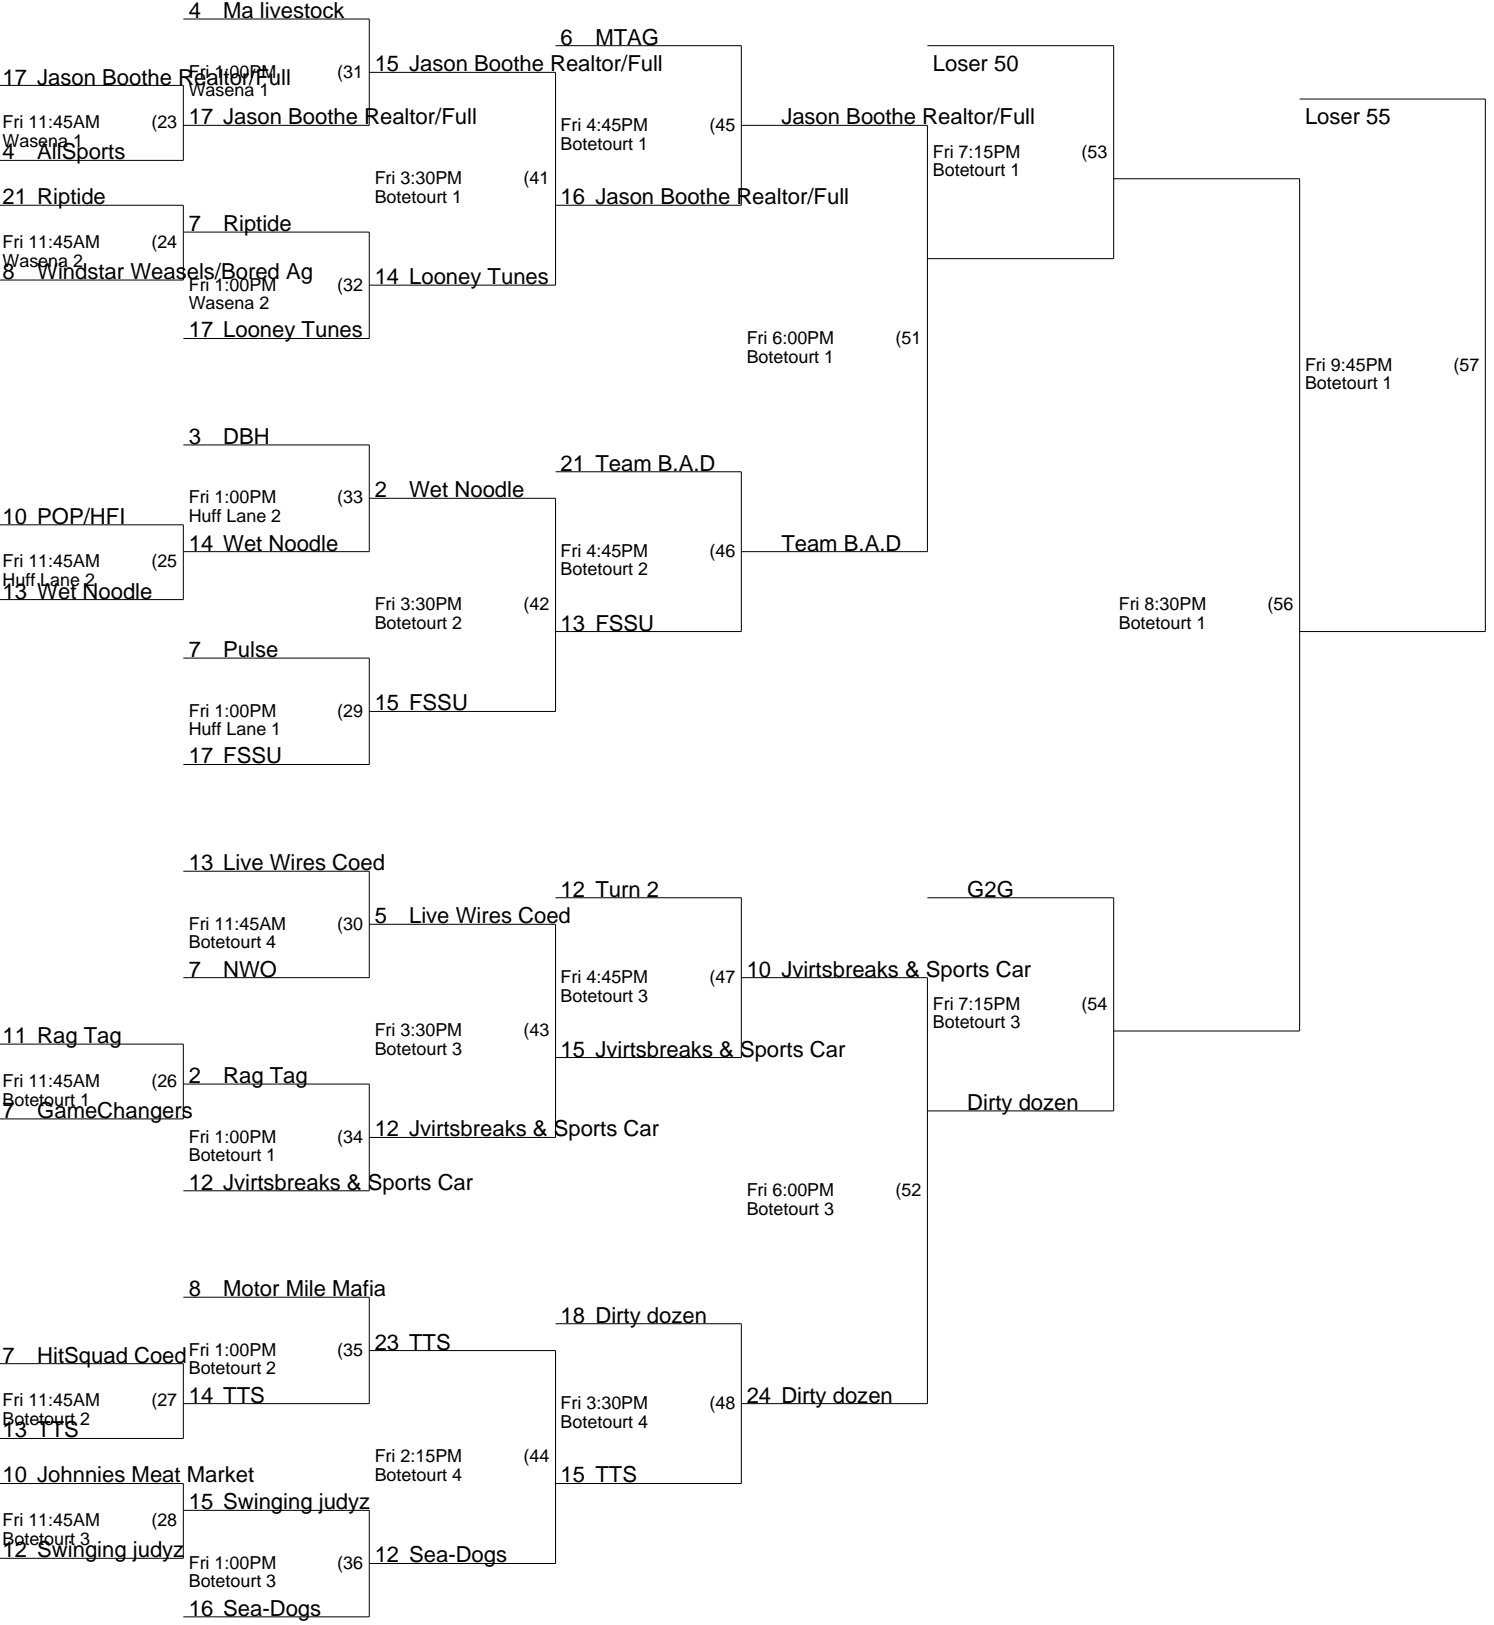 4 Ma livestock
6 MTAG
Loser 50
15 Jason Boothe Realtor/Full
17 Jason Boothe Realtor/Full
Fri 1:00PM (31
Wasena 1
Loser 55
17 Jason Boothe Realtor/Full
Jason Boothe Realtor/Full
Fri 11:45AM (23
Wasena 1
Fri 4:45PM (45
Botetourt 1
4 AllSports
Fri 7:15PM (53
Botetourt 1
Fri 3:30PM (41
Botetourt 1
21 Riptide
16 Jason Boothe Realtor/Full
7 Riptide
Fri 11:45AM (24
Wasena 2
8 Windstar Weasels/Bored Ag
14 Looney Tunes
Fri 1:00PM (32
Wasena 2
17 Looney Tunes
Fri 6:00PM (51
Botetourt 1
Fri 9:45PM (57
Botetourt 1
3 DBH
21 Team B.A.D
2 Wet Noodle
Fri 1:00PM (33
Huff Lane 2
10 POP/HFI
14 Wet Noodle
Team B.A.D
Fri 4:45PM (46
Botetourt 2
Fri 11:45AM (25
Huff Lane 2
13 Wet Noodle
Fri 3:30PM (42
Botetourt 2
Fri 8:30PM (56
Botetourt 1
13 FSSU
7 Pulse
15 FSSU
Fri 1:00PM (29
Huff Lane 1
17 FSSU
13 Live Wires Coed
12 Turn 2
G2G
5 Live Wires Coed
Fri 11:45AM (30
Botetourt 4
7 NWO
10 Jvirtsbreaks & Sports Car
Fri 4:45PM (47
Botetourt 3
Fri 7:15PM (54
Botetourt 3
11 Rag Tag
Fri 3:30PM (43
Botetourt 3
15 Jvirtsbreaks & Sports Car
2 Rag Tag
Fri 11:45AM (26
Botetourt 1
7 GameChangers
Dirty dozen
12 Jvirtsbreaks & Sports Car
Fri 1:00PM (34
Botetourt 1
12 Jvirtsbreaks & Sports Car
Fri 6:00PM (52
Botetourt 3
8 Motor Mile Mafia
18 Dirty dozen
23 TTS
7 HitSquad Coed
Fri 1:00PM (35
Botetourt 2
14 TTS
24 Dirty dozen
Fri 11:45AM (27
Botetourt 2
13 TTS
Fri 3:30PM (48
Botetourt 4
Fri 2:15PM (44
Botetourt 4
10 Johnnies Meat Market
15 TTS
15 Swinging judyz
Fri 11:45AM (28
Botetourt 3
12 Swinging judyz
12 Sea-Dogs
Fri 1:00PM (36
Botetourt 3
16 Sea-Dogs